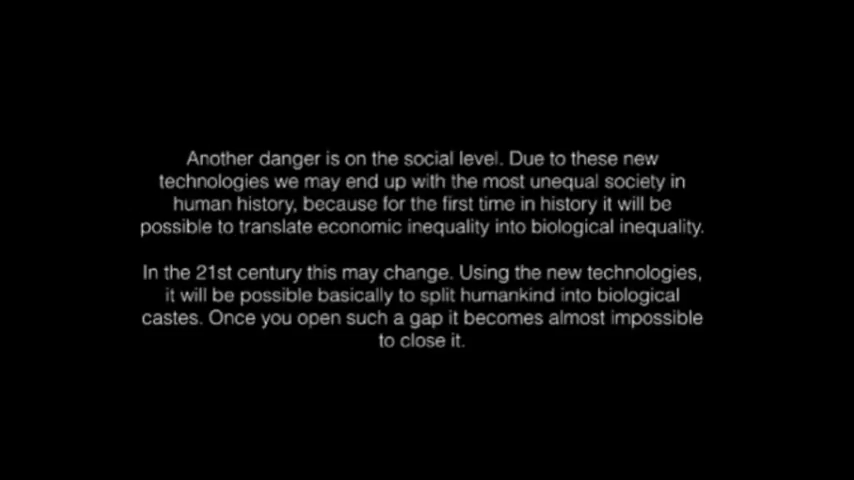 Another danger is on the social level. Due to these new
technologies we may end up with the most unequal society in
human history, because for the first time in history it will be
possible to translate economic inequality into biological inequality.
In the 21st century this may change. Using the new technologies,
it will be possible basically to split humankind into biological
castes. Once you open such a gap it becomes almost impossible
to close it.